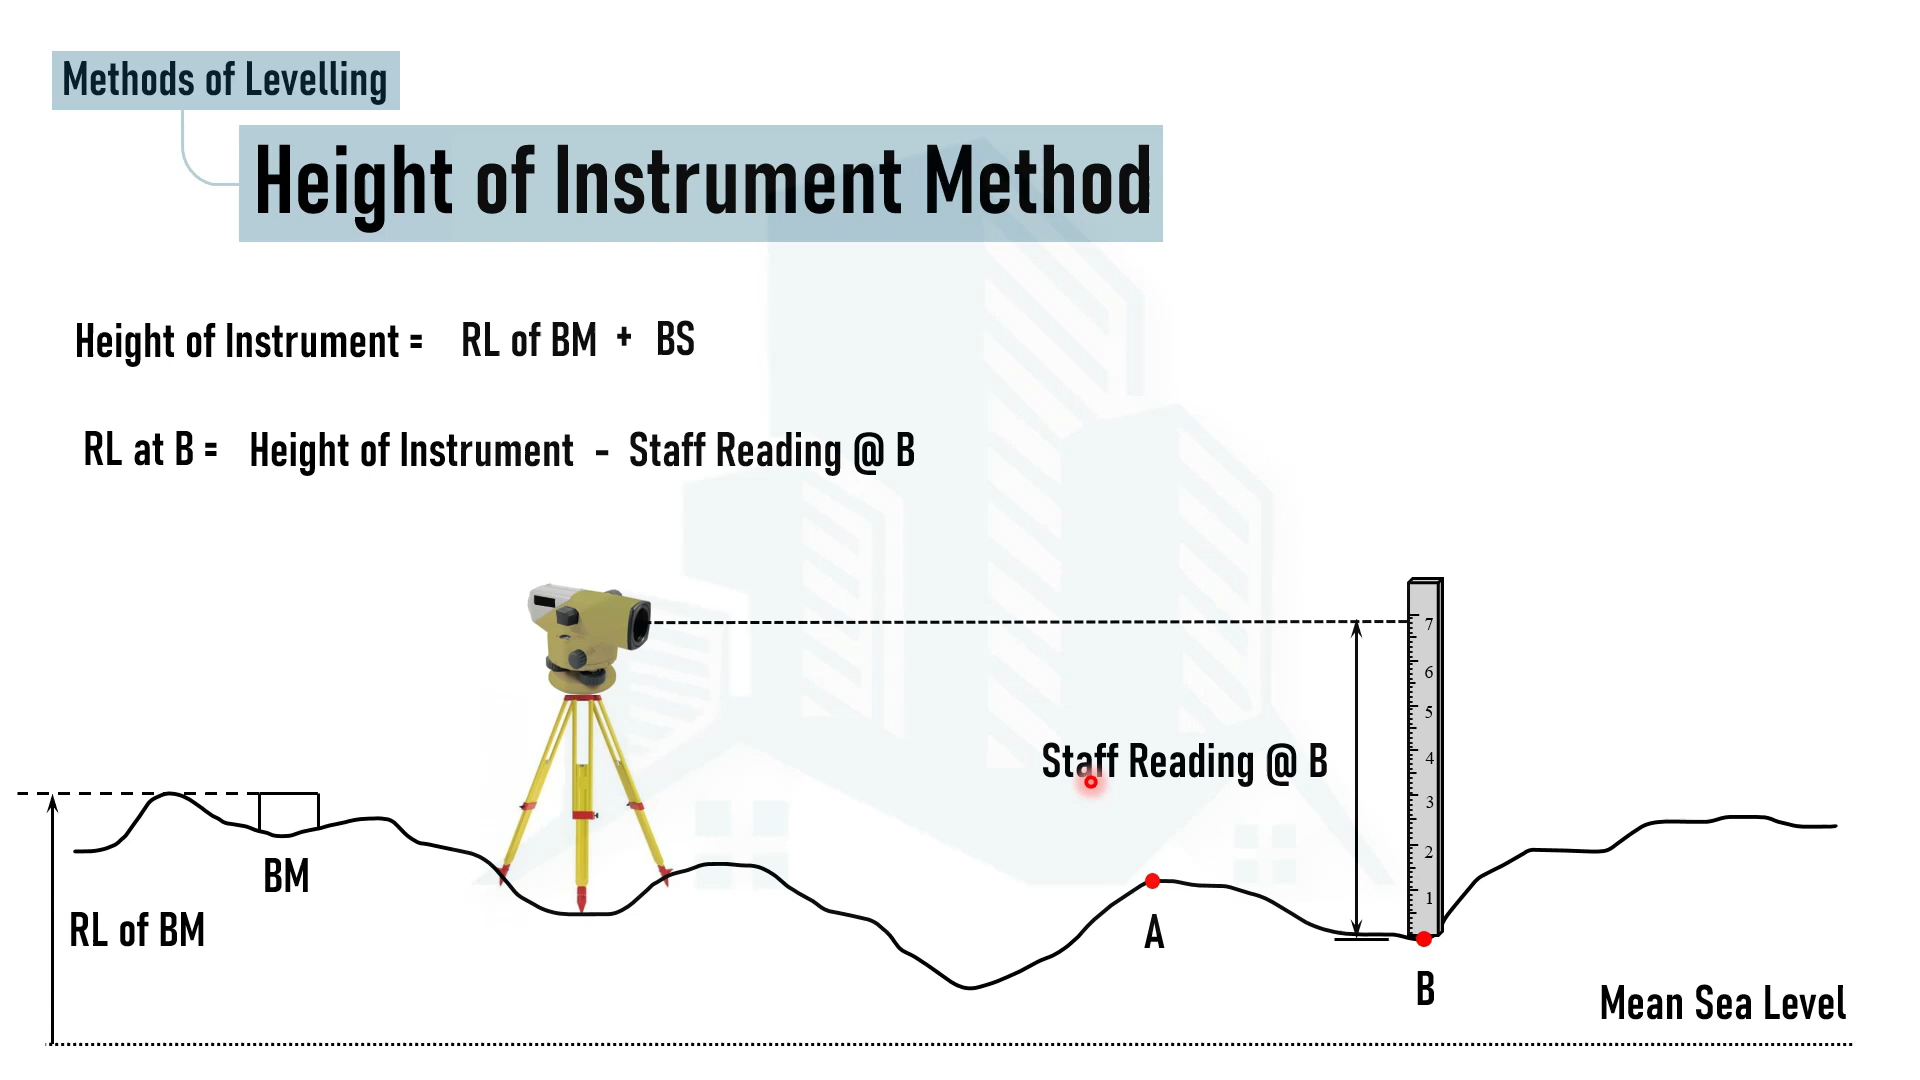 Methods of Levelling
Height of Instrument Method
Height of Instrument = RL of BM + BS
RL at B = Height of Instrument - Staff Reading @ B
7
6
5
Staff Reading @ B
4
3
2
BM
1
RL of BM
A
B
Mean Sea Level